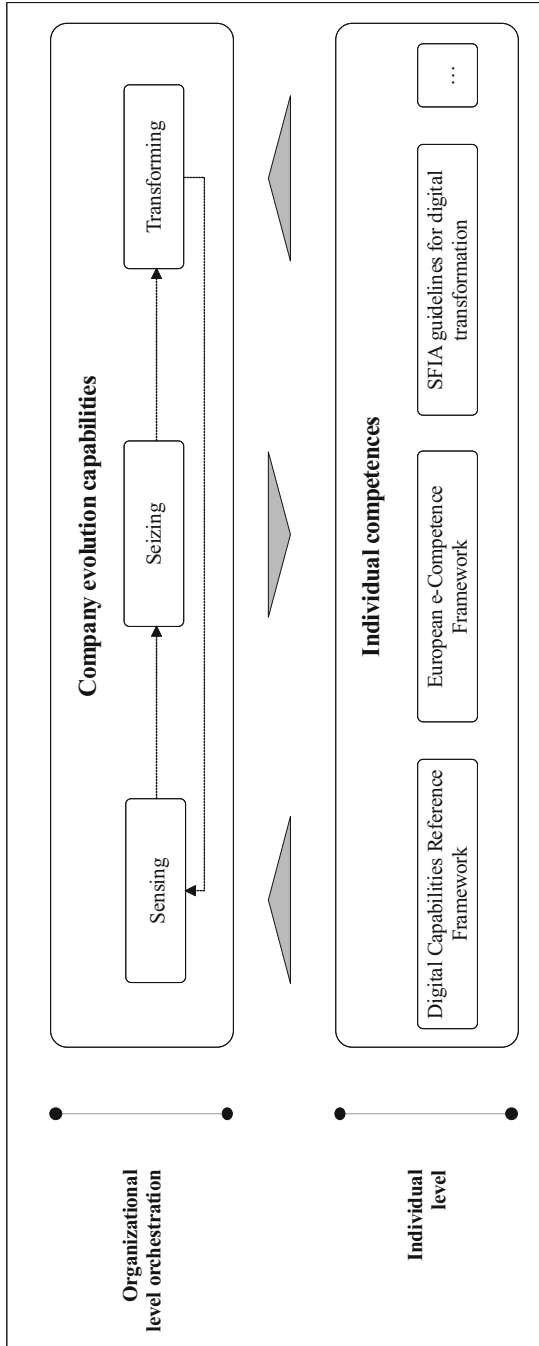 Organizational
level orchestration
Company evolution capabilities
Sensing
Seizing
Transforming
Individual
level
Individual competences
Digital Capabilities Reference
Framework
European e-Competence
Framework
SFIA guidelines for digital
transformation
...